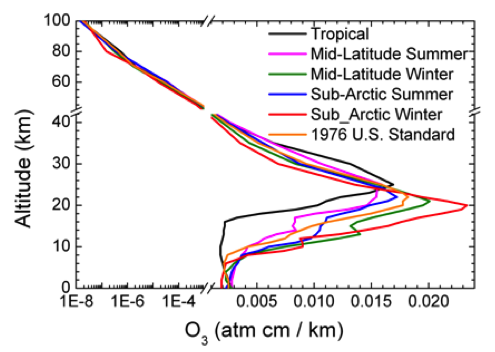 100
80
60
40
30
20
10
0
Altitude (km)
Tropical
Mid-Latitude Summer
Mid-Latitude Winter
Sub-Arctic Summer
Sub_Arctic Winter
1976 U.S. Standard
1E-8 1E-6 1E-4 0.005 0.010 0.015 0.020
O₃ (atm cm / km)